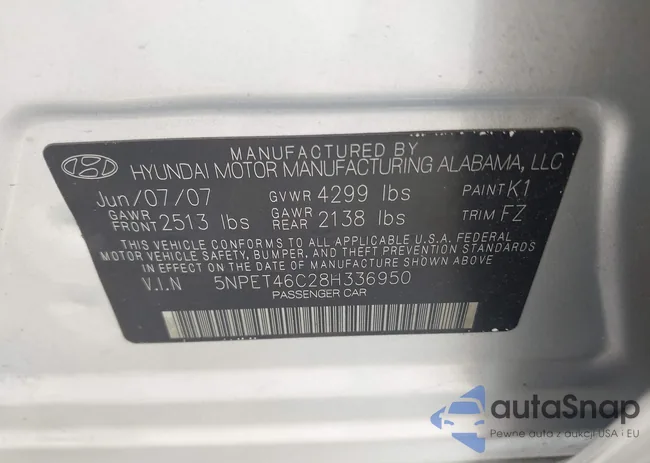 MANUFACTURED BY
HYUNDAI MOTOR MANUFACTURING ALABAMA, LLC
Jun/07/07 GVWR 4299 lbs PAINT K1
GAWR FRONT 2513 lbs GAWR REAR 2138 lbs TRIM FZ
THIS VEHICLE CONFORMS TO ALL APPLICABLE U.S.A. FEDERAL
MOTOR VEHICLE SAFETY, BUMPER, AND THEFT PREVENTION
STANDARDS IN EFFECT ON THE DATE OF MANUFACTURE SHOWN ABOVE
V.I.N 5NPET46C28H336950
PASSENGER CAR
autoSnap
Pewne auto z aukcji USA i EU